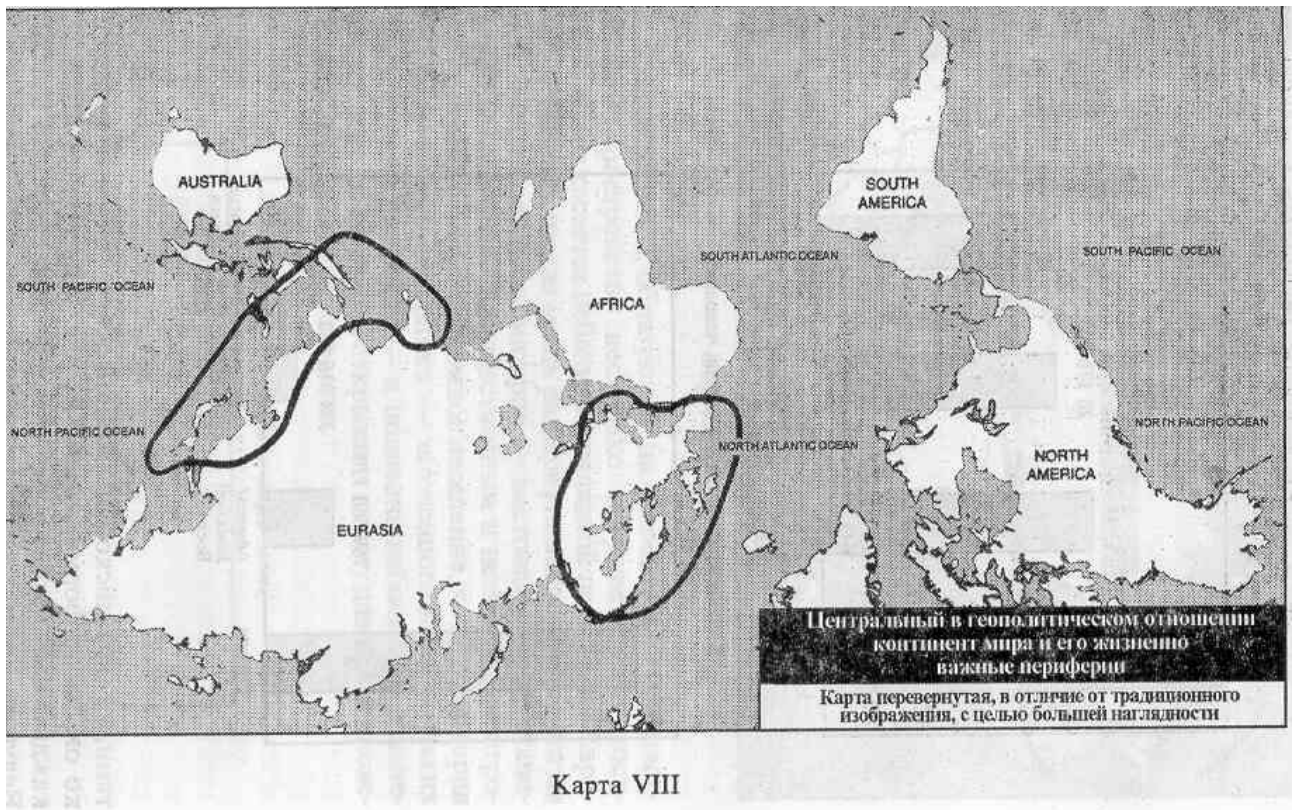 AUSTRALIA
SOUTH
AMERICA
SOUTH PACIFIC OCEAN
SOUTH ATLANTIC OCEAN
SOUTH PACIFIC OCEAN
AFRICA
NORTH PACIFIC OCEAN
NORTH ATLANTIC OCEAN
NORTH PACIFIC OCEAN
NORTH
AMERICA
EURASIA
Центральный в геополитическом отношении
континент мира и его жизненно
важные периферии
Карта перевернутая, в отличие от традиционного
изображения, с целью большей наглядности
Карта VIII